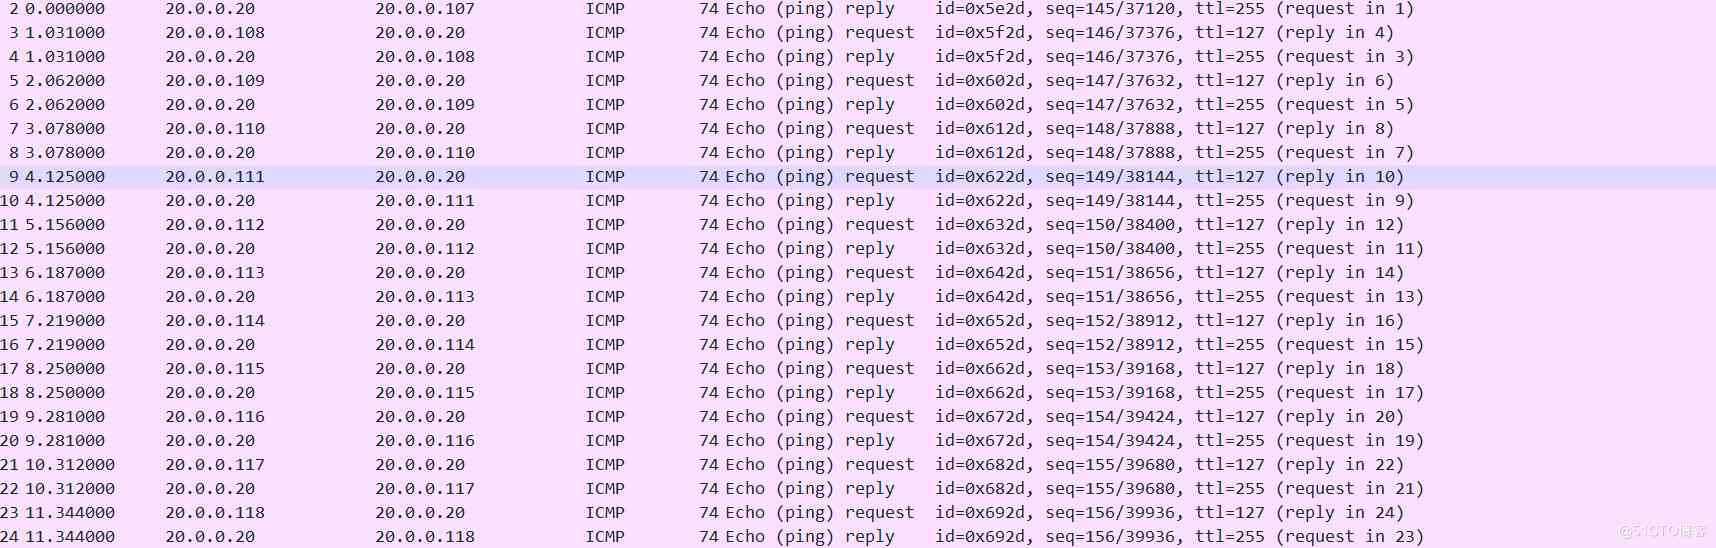 2 0.000000 20.0.0.20 20.0.0.107 ICMP 74 Echo (ping) reply id=0x5e2d, seq=145/37120, ttl=255 (request in 1)
3 1.031000 20.0.0.108 20.0.0.20 ICMP 74 Echo (ping) request id=0x5f2d, seq=146/37376, ttl=127 (reply in 4)
4 1.031000 20.0.0.20 20.0.0.108 ICMP 74 Echo (ping) reply id=0x5f2d, seq=146/37376, ttl=255 (request in 3)
5 2.062000 20.0.0.109 20.0.0.20 ICMP 74 Echo (ping) request id=0x602d, seq=147/37632, ttl=127 (reply in 6)
6 2.062000 20.0.0.20 20.0.0.109 ICMP 74 Echo (ping) reply id=0x602d, seq=147/37632, ttl=255 (request in 5)
7 3.078000 20.0.0.110 20.0.0.20 ICMP 74 Echo (ping) request id=0x612d, seq=148/37888, ttl=127 (reply in 8)
8 3.078000 20.0.0.20 20.0.0.110 ICMP 74 Echo (ping) reply id=0x612d, seq=148/37888, ttl=255 (request in 7)
9 4.125000 20.0.0.111 20.0.0.20 ICMP 74 Echo (ping) request id=0x622d, seq=149/38144, ttl=127 (reply in 10)
10 4.125000 20.0.0.20 20.0.0.111 ICMP 74 Echo (ping) reply id=0x622d, seq=149/38144, ttl=255 (request in 9)
11 5.156000 20.0.0.112 20.0.0.20 ICMP 74 Echo (ping) request id=0x632d, seq=150/38400, ttl=127 (reply in 12)
12 5.156000 20.0.0.20 20.0.0.112 ICMP 74 Echo (ping) reply id=0x632d, seq=150/38400, ttl=255 (request in 11)
13 6.187000 20.0.0.113 20.0.0.20 ICMP 74 Echo (ping) request id=0x642d, seq=151/38656, ttl=127 (reply in 14)
14 6.187000 20.0.0.20 20.0.0.113 ICMP 74 Echo (ping) reply id=0x642d, seq=151/38656, ttl=255 (request in 13)
15 7.219000 20.0.0.114 20.0.0.20 ICMP 74 Echo (ping) request id=0x652d, seq=152/38912, ttl=127 (reply in 16)
16 7.219000 20.0.0.20 20.0.0.114 ICMP 74 Echo (ping) reply id=0x652d, seq=152/38912, ttl=255 (request in 15)
17 8.250000 20.0.0.115 20.0.0.20 ICMP 74 Echo (ping) request id=0x662d, seq=153/39168, ttl=127 (reply in 18)
18 8.250000 20.0.0.20 20.0.0.115 ICMP 74 Echo (ping) reply id=0x662d, seq=153/39168, ttl=255 (request in 17)
19 9.281000 20.0.0.116 20.0.0.20 ICMP 74 Echo (ping) request id=0x672d, seq=154/39424, ttl=127 (reply in 20)
20 9.281000 20.0.0.20 20.0.0.116 ICMP 74 Echo (ping) reply id=0x672d, seq=154/39424, ttl=255 (request in 19)
21 10.312000 20.0.0.117 20.0.0.20 ICMP 74 Echo (ping) request id=0x682d, seq=155/39680, ttl=127 (reply in 22)
22 10.312000 20.0.0.20 20.0.0.117 ICMP 74 Echo (ping) reply id=0x682d, seq=155/39680, ttl=255 (request in 21)
23 11.344000 20.0.0.118 20.0.0.20 ICMP 74 Echo (ping) request id=0x692d, seq=156/39936, ttl=127 (reply in 24)
24 11.344000 20.0.0.20 20.0.0.118 ICMP 74 Echo (ping) reply id=0x692d, seq=156/39936, ttl=255 (request in 23)
@51CTO博客